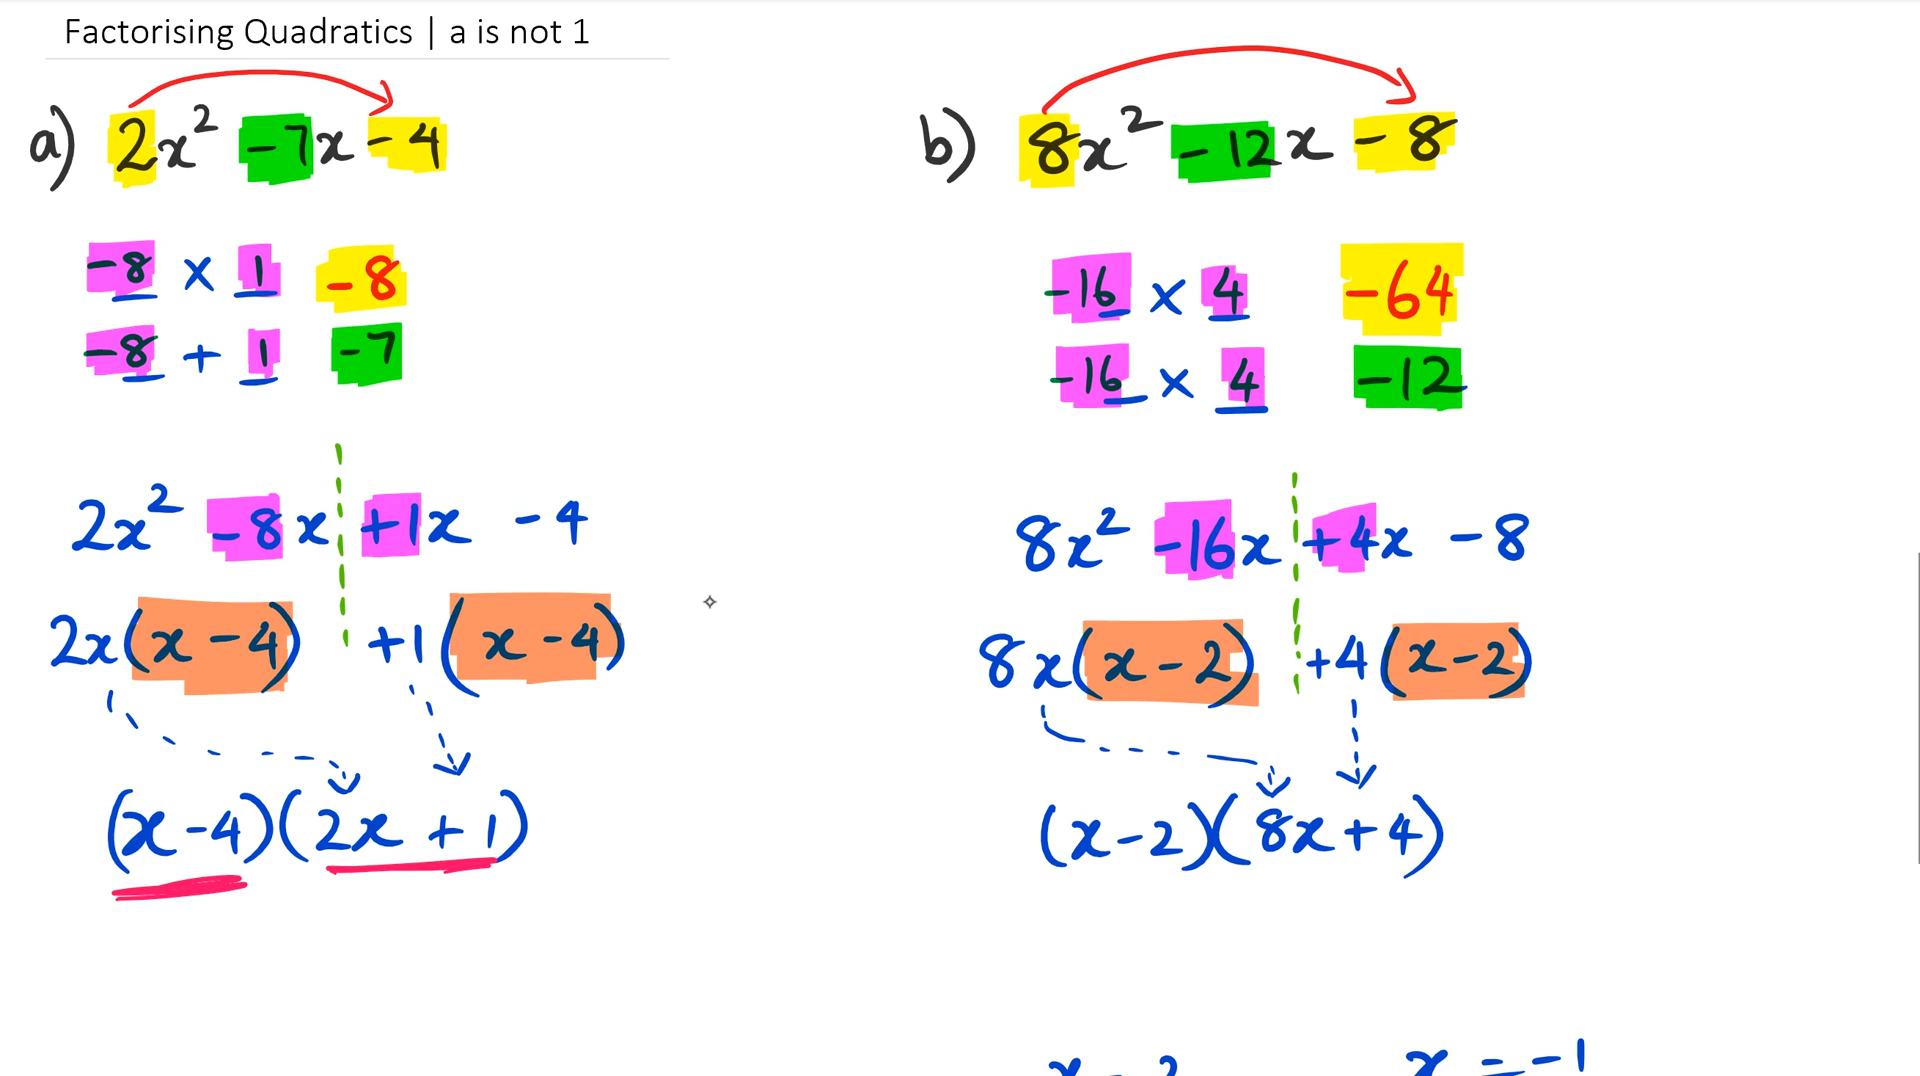 Factorising Quadratics | a is not 1
a) 2x² -7x -4
-8 x 1 -8
-8 + 1 -7
2x² -8x +1x -4
2x(x-4) +1(x-4)
(x-4)(2x+1)
b) 8x² -12x -8
-16 x 4 -64
-16 x 4 -12
8x² -16x +4x -8
8x(x-2) +4(x-2)
(x-2)(8x+4)
x = -1